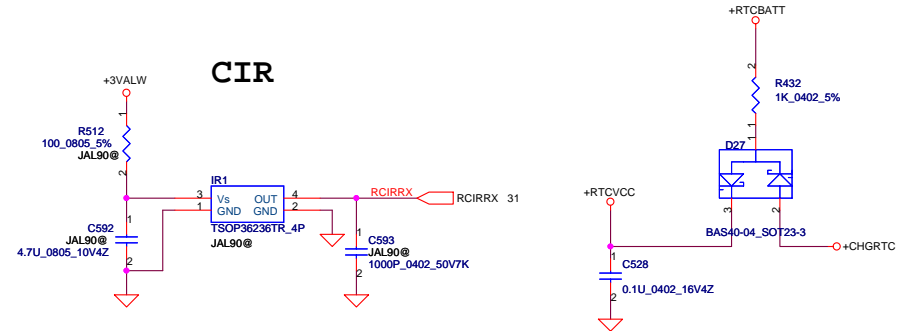 CIR
+3VALW
1
R512
100_0805_5%
JAL90@
2
IR1
3 Vs OUT 4
1 GND GND 2
TSOP36236TR_4P
JAL90@
RCIRRX
RCIRRX 31
1
C592
JAL90@
4.7U_0805_10V4Z
2
1
C593
JAL90@
1000P_0402_50V7K
2
+RTCBATT
2
R432
1K_0402_5%
1
1
D27
3
2
BAS40-04_SOT23-3
+RTCVCC
+CHGRTC
1
C528
0.1U_0402_16V4Z
2